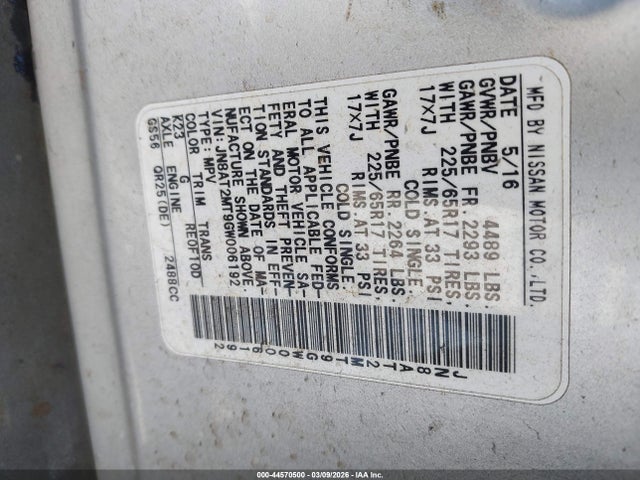 MFD BY NISSAN MOTOR CO.,LTD.
DATE 5/16
GVWR/PNBV 4489 LBS.
GAWR/PNBE FR. 2293 LBS.
WITH 225/65R17 TIRES,
17X7J RIMS.AT 33 PSI
COLD SINGLE.
GAWR/PNBE RR. 2264 LBS.
WITH 225/65R17 TIRES,
17X7J RIMS.AT 33 PSI
COLD SINGLE.
THIS VEHICLE CONFORMS
TO ALL APPLICABLE FED-
ERAL MOTOR VEHICLE SA-
FETY AND THEFT PREVEN-
TION STANDARDS IN EFF-
ECT ON THE DATE OF MA-
NUFACTURE SHOWN ABOVE.
VIN: JN8AT2MT9GW006192
TYPE: MPV
COLOR TRIM TRANS
K23 G RE0F10D
AXLE ENGINE
GS56 QR25(DE) 2488CC
JN8AT2MT9GW006192
000-44570500 | 03/09/2026 | IAA Inc.